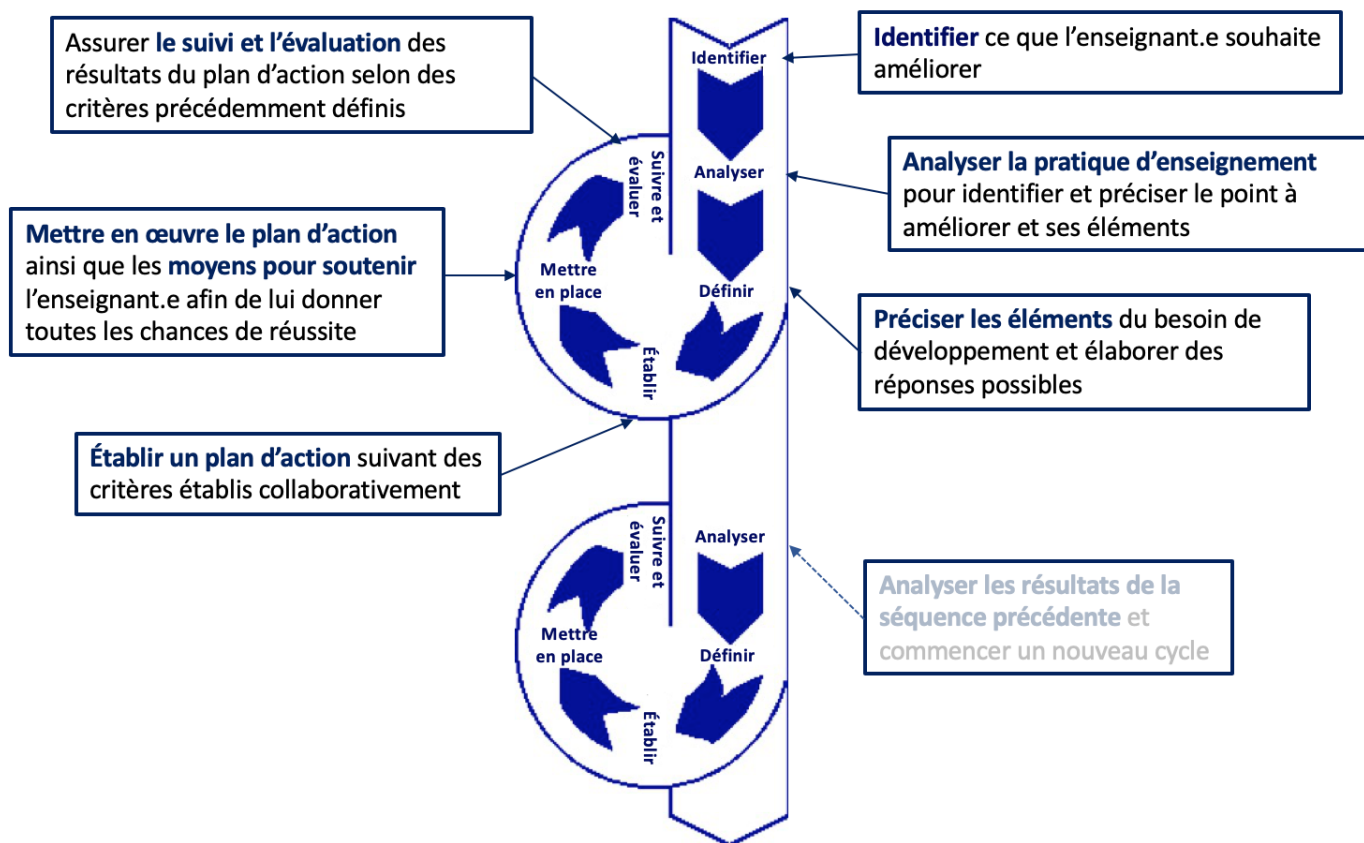 Assurer le suivi et l’évaluation des
résultats du plan d’action selon des
critères précédemment définis
Identifier ce que l’enseignant.e souhaite
améliorer
Analyser la pratique d’enseignement
pour identifier et préciser le point à
améliorer et ses éléments
Mettre en œuvre le plan d’action
ainsi que les moyens pour soutenir
l’enseignant.e afin de lui donner
toutes les chances de réussite
Préciser les éléments du besoin de
développement et élaborer des
réponses possibles
Établir un plan d’action suivant des
critères établis collaborativement
Analyser les résultats de la
séquence précédente et
commencer un nouveau cycle
Identifier
Analyser
Définir
Établir
Mettre
en place
Suivre et
évaluer
Analyser
Définir
Établir
Mettre
en place
Suivre et
évaluer